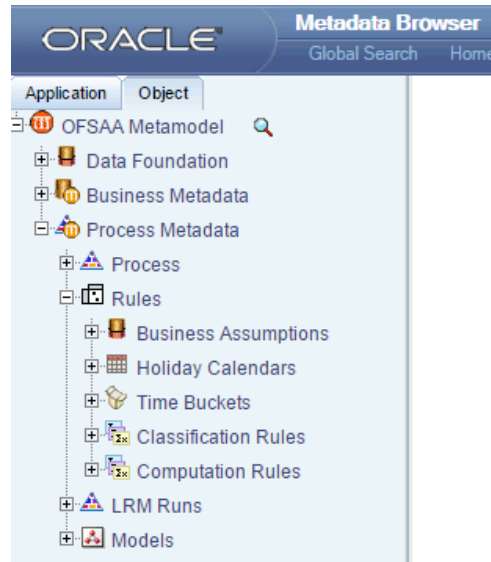 ORACLE
Metadata Browser
Global Search Home
Application Object
OFSAA Metamodel
Data Foundation
Business Metadata
Process Metadata
Process
Rules
Business Assumptions
Holiday Calendars
Time Buckets
Classification Rules
Computation Rules
LRM Runs
Models